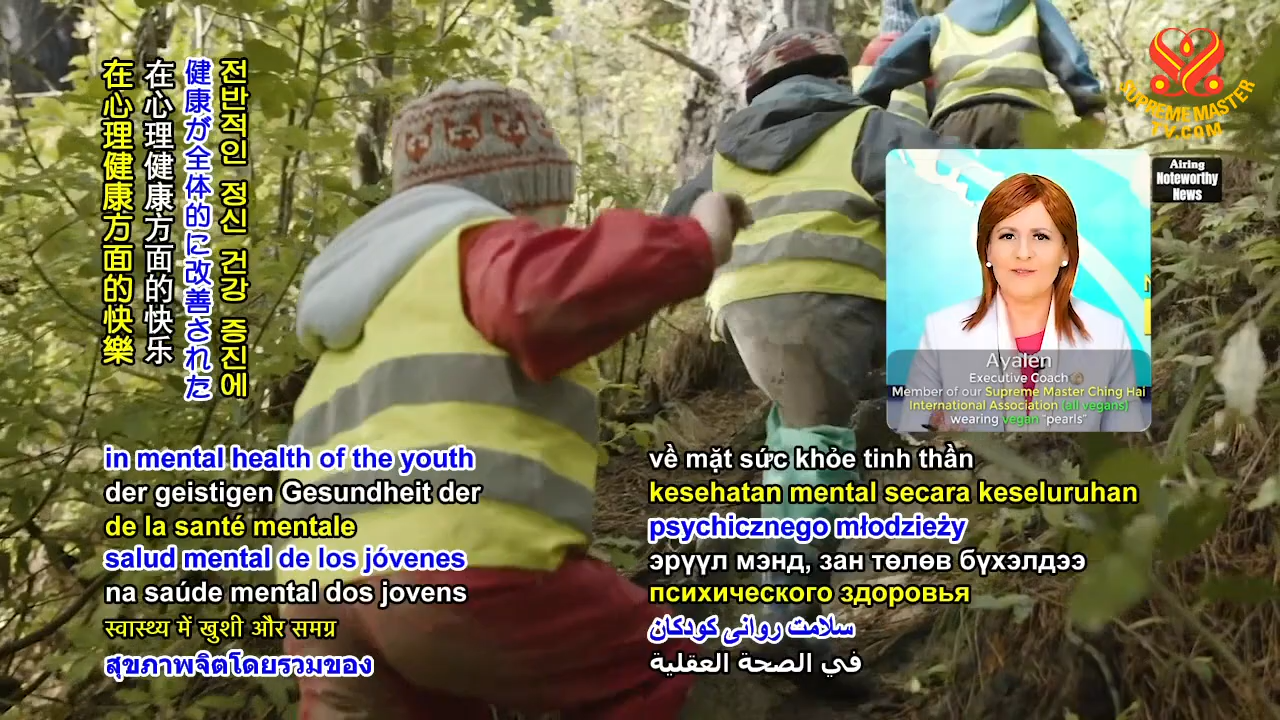 전반적인 정신 건강 증진에
健康が全体的に改善された
在心理健康方面的快乐
在心理健康方面的快樂
SUPREME MASTER
TV.COM
Airing
Noteworthy
News
Ayalen
Executive Coach
Member of our Supreme Master Ching Hai
International Association (all vegans)
wearing vegan "pearls"
in mental health of the youth
der geistigen Gesundheit der
de la santé mentale
salud mental de los jóvenes
na saúde mental dos jovens
स्वास्थ्य में खुशी और समग्र
สุขภาพจิตโดยรวมของ
về mặt sức khỏe tinh thần
kesehatan mental secara keseluruhan
psychicznego młodzieży
эрүүл мэнд, зан төлөв бүхэлдээ
психического здоровья
سلامت روانی کودکان
في الصحة العقلية